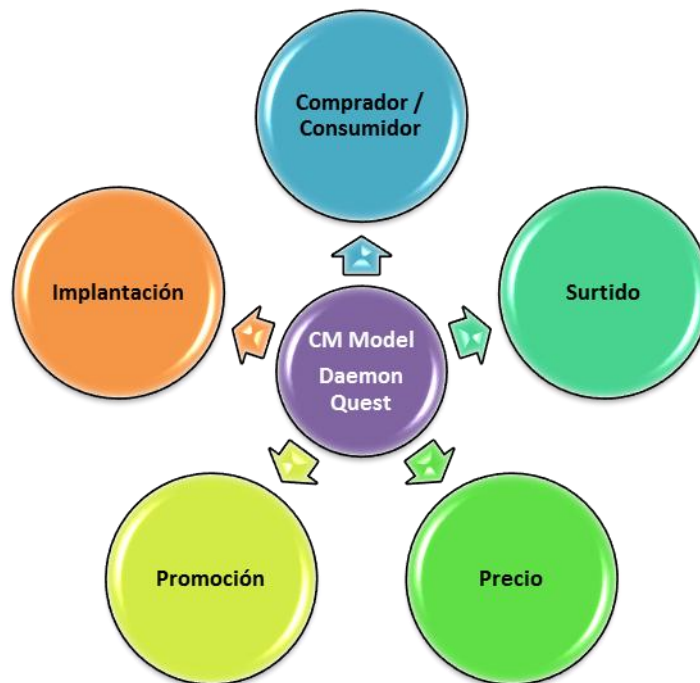 Comprador /
Consumidor
Implantación
Surtido
CM Model
Daemon
Quest
Promoción
Precio